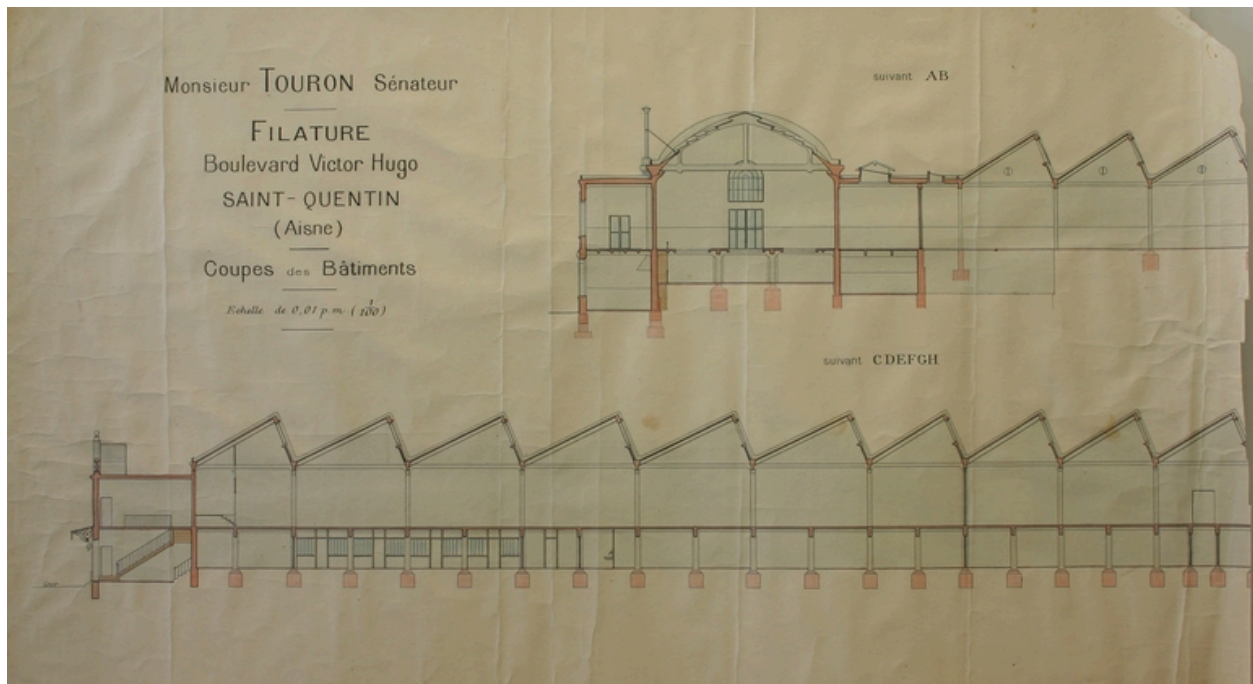 Monsieur TOURON Sénateur
FILATURE
Boulevard Victor Hugo
SAINT-QUENTIN
(Aisne)
Coupes des Bâtiments
Echelle de 0,01 p.m. (1/100)
suivant AB
suivant CDEFGH